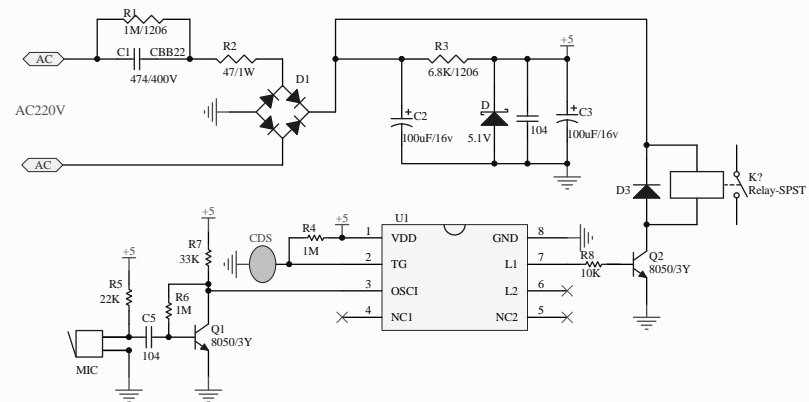 R1
1M/1206
AC
C1
CBB22
474/400V
R2
47/1W
D1
AC220V
AC
R3
6.8K/1206
+5
C2
100uF/16v
D
5.1V
104
C3
100uF/16v
D3
K?
Relay-SPST
+5
R7
33K
CDS
R4
1M
+5
U1
1
VDD
GND
8
2
TG
L1
7
3
OSCI
L2
6
4
NC1
NC2
5
R8
10K
Q2
8050/3Y
+5
R5
22K
R6
1M
C5
104
Q1
8050/3Y
MIC